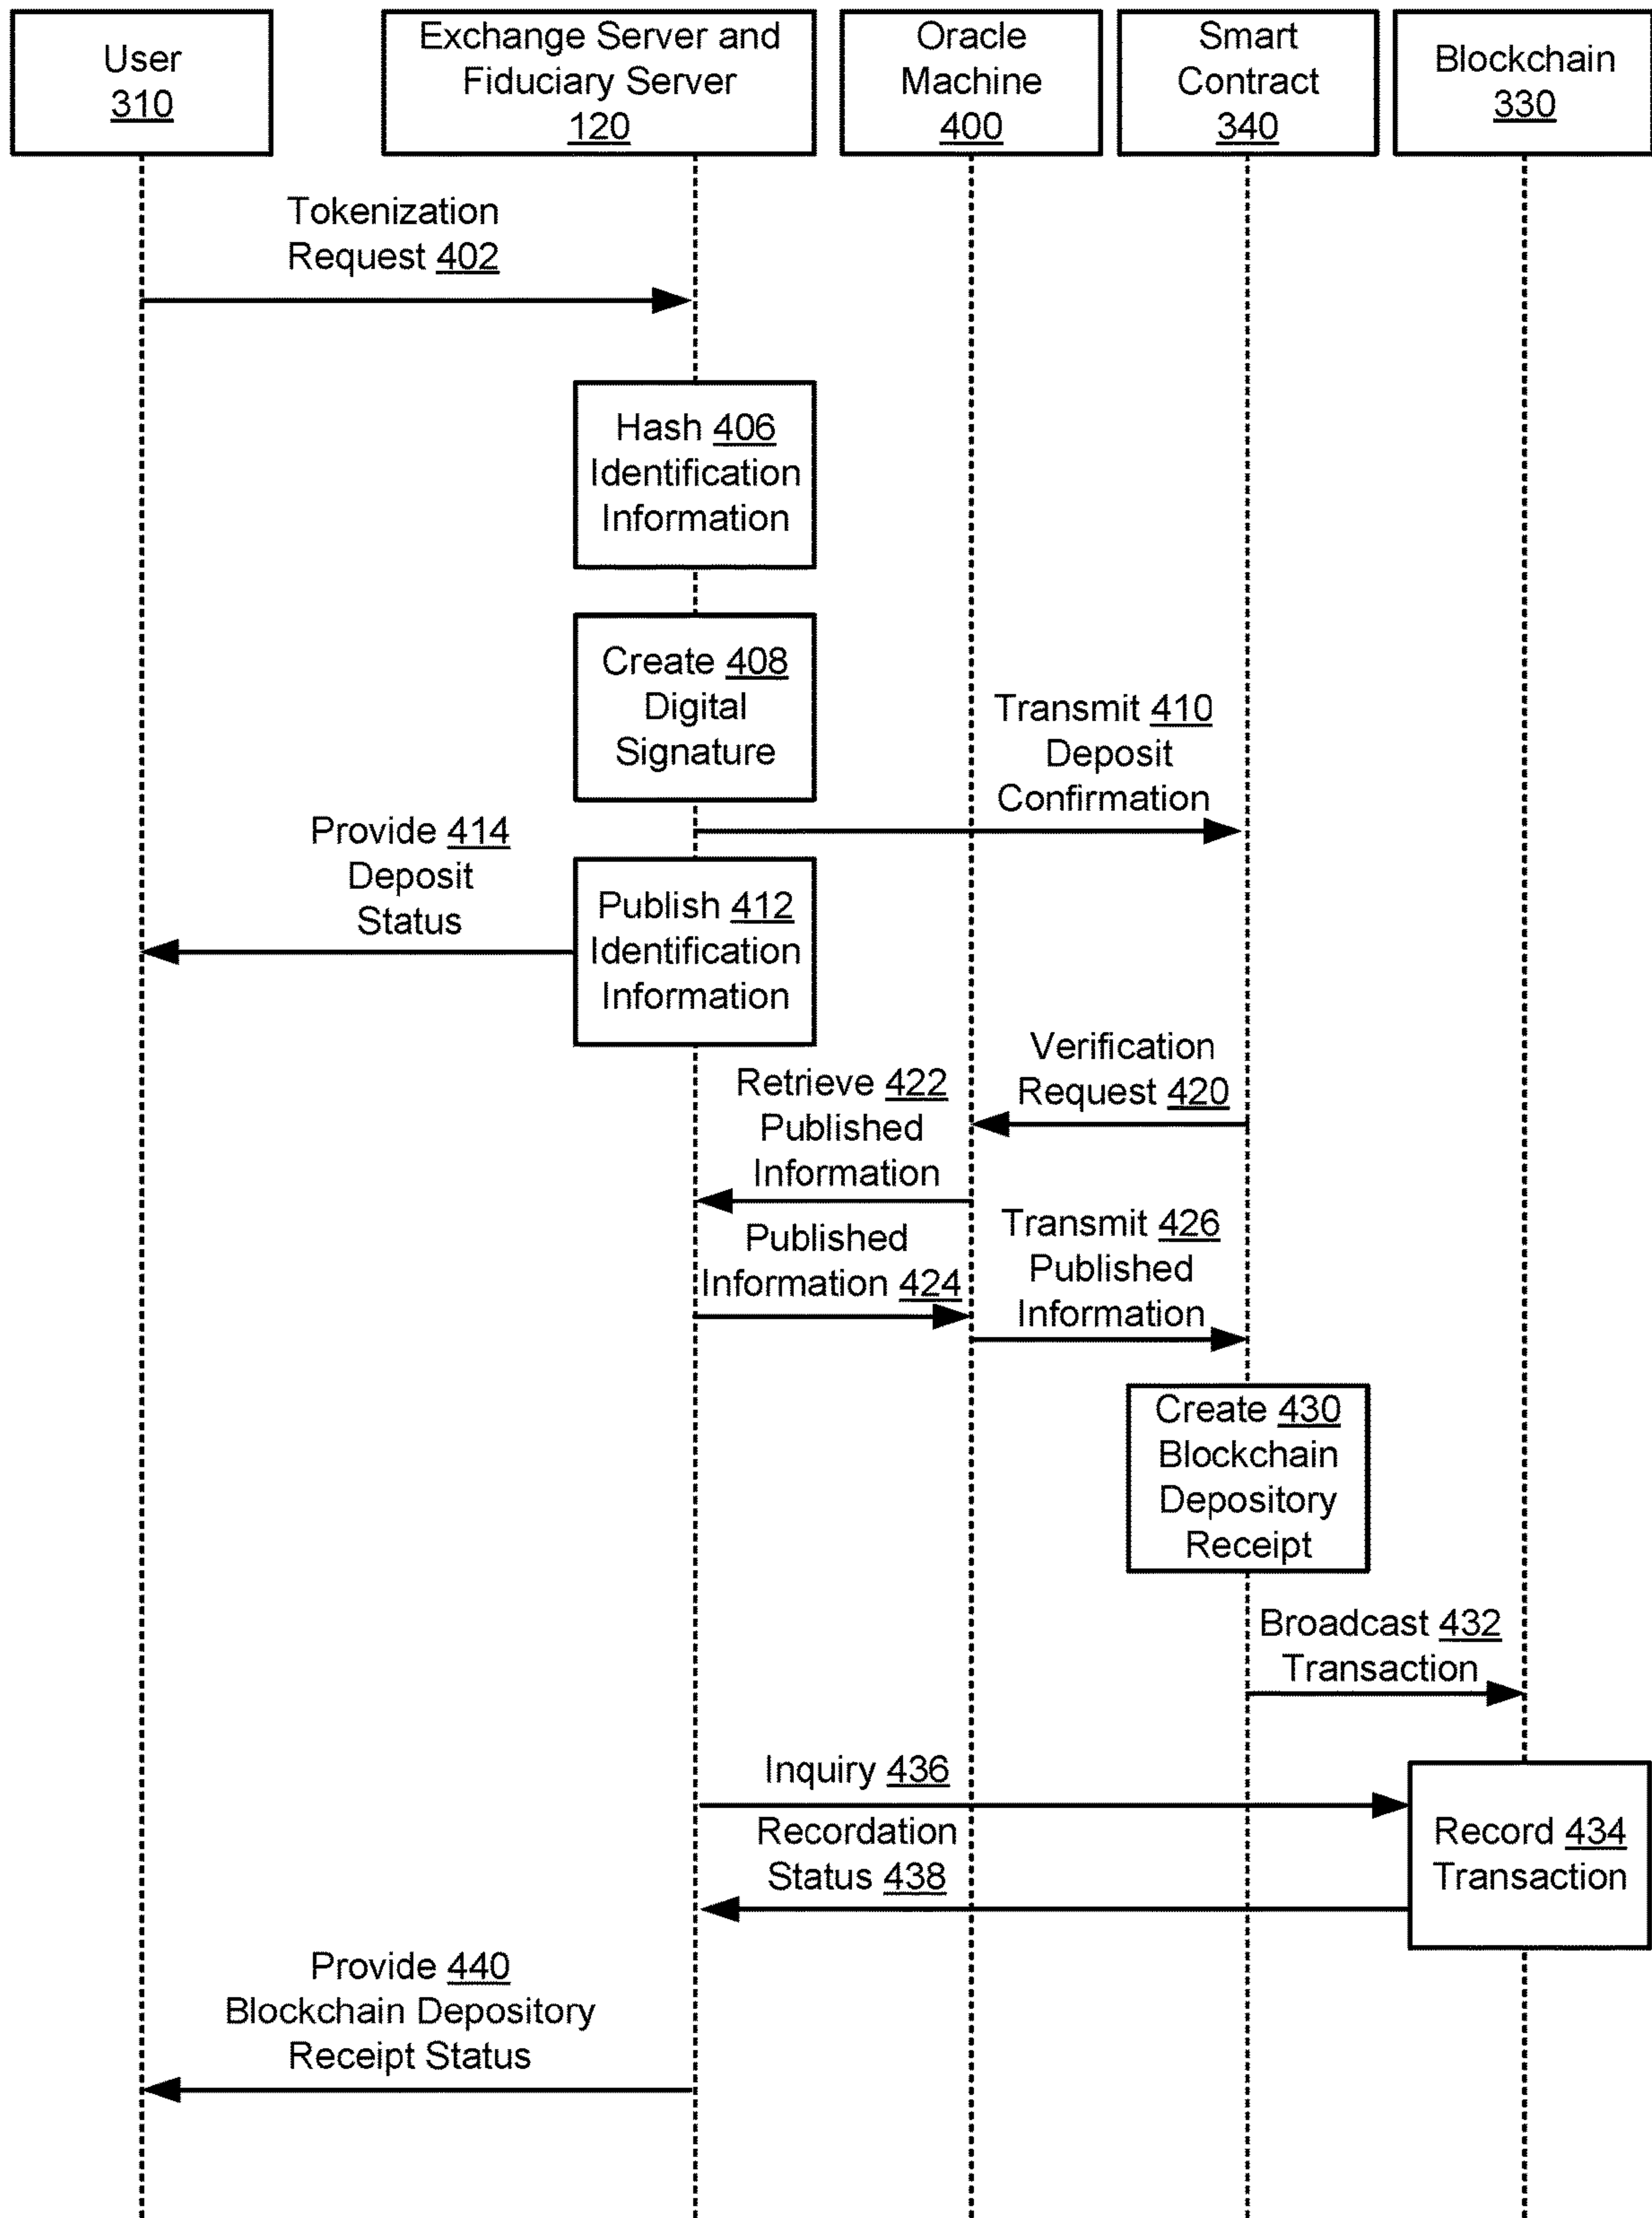 User
310
Exchange Server and
Fiduciary Server
120
Oracle
Machine
400
Smart
Contract
340
Blockchain
330
Tokenization
Request 402
Hash 406
Identification
Information
Create 408
Digital
Signature
Transmit 410
Deposit
Confirmation
Provide 414
Deposit
Status
Publish 412
Identification
Information
Verification
Request 420
Retrieve 422
Published
Information
Published
Information 424
Transmit 426
Published
Information
Create 430
Blockchain
Depository
Receipt
Broadcast 432
Transaction
Inquiry 436
Recordation
Status 438
Record 434
Transaction
Provide 440
Blockchain Depository
Receipt Status